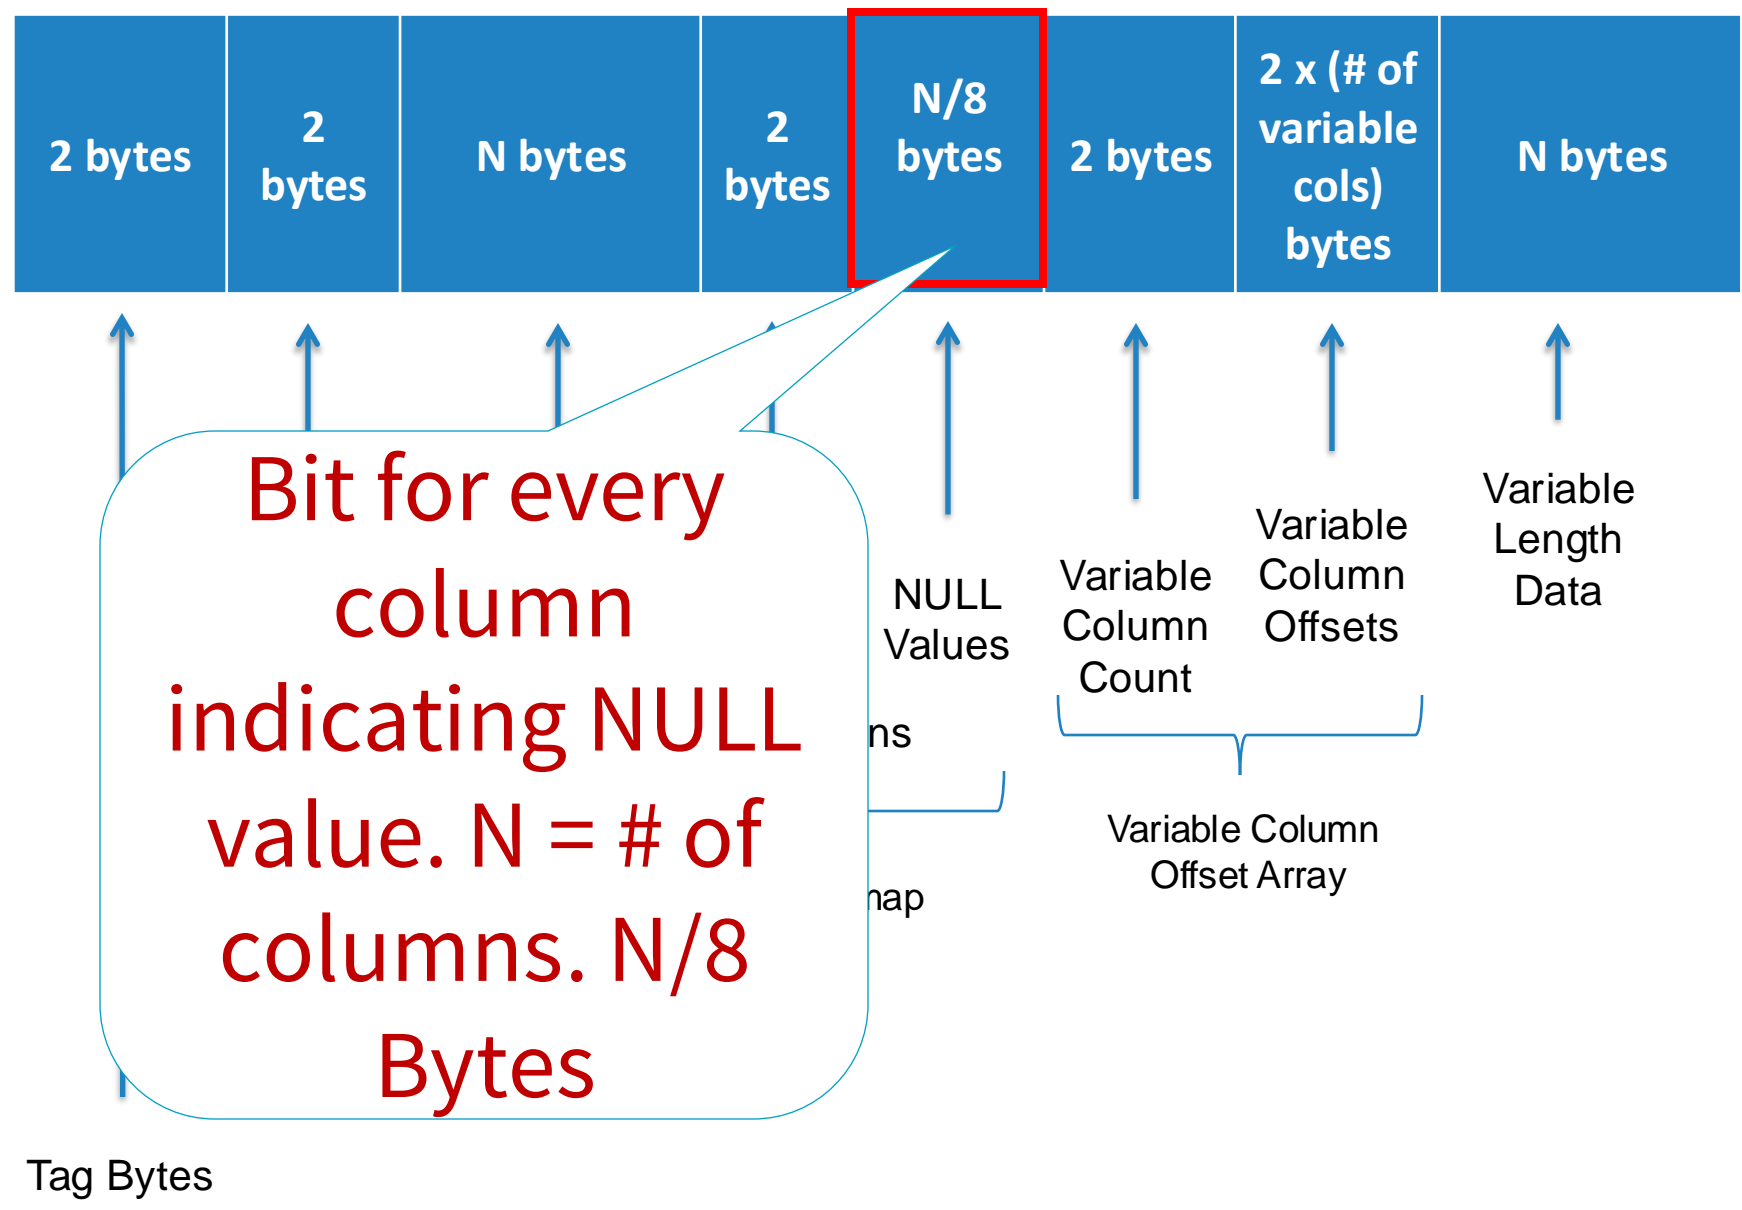 2 bytes
2
bytes
N bytes
2
bytes
N/8
bytes
2 bytes
2 x (# of
variable
cols)
bytes
N bytes
Bit for every
column
indicating NULL
value. N = # of
columns. N/8
Bytes
NULL
Values
Variable
Column
Count
Variable
Column
Offsets
Variable
Length
Data
ns
Variable Column
Offset Array
Tag Bytes